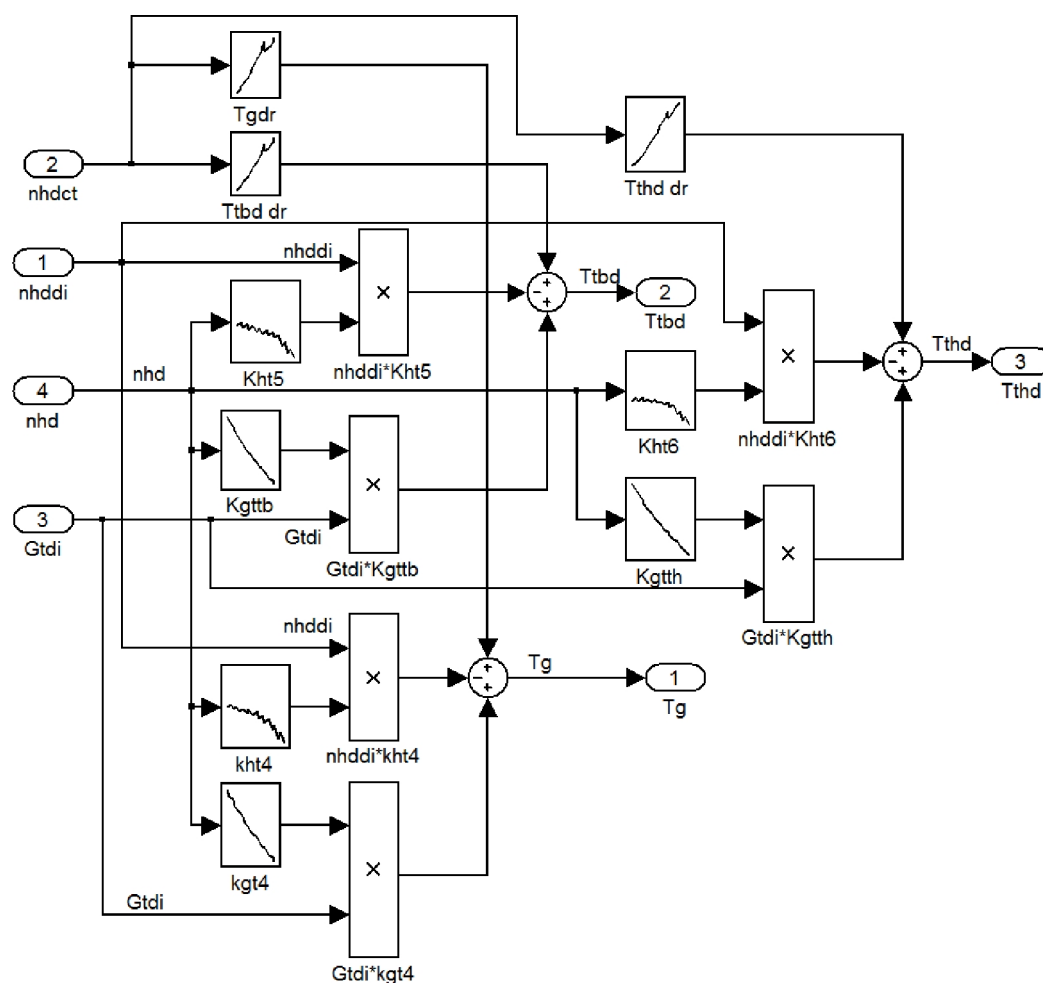 Tgdr
2
nhdct
Ttbd dr
Tthd dr
1
nhddi
nhddi
×
+
−
+
Ttbd
2
Ttbd
Kht5
nhddi*Kht5
nhd
4
nhd
Kht6
×
nhddi*Kht6
+
−
+
Tthd
3
Tthd
Kgttb
×
3
Gtdi
Gtdi
Gtdi*Kgttb
Kgtth
×
Gtdi*Kgtth
nhddi
×
kht4
nhddi*kht4
+
−
+
Tg
1
Tg
kgt4
×
Gtdi
Gtdi*kgt4